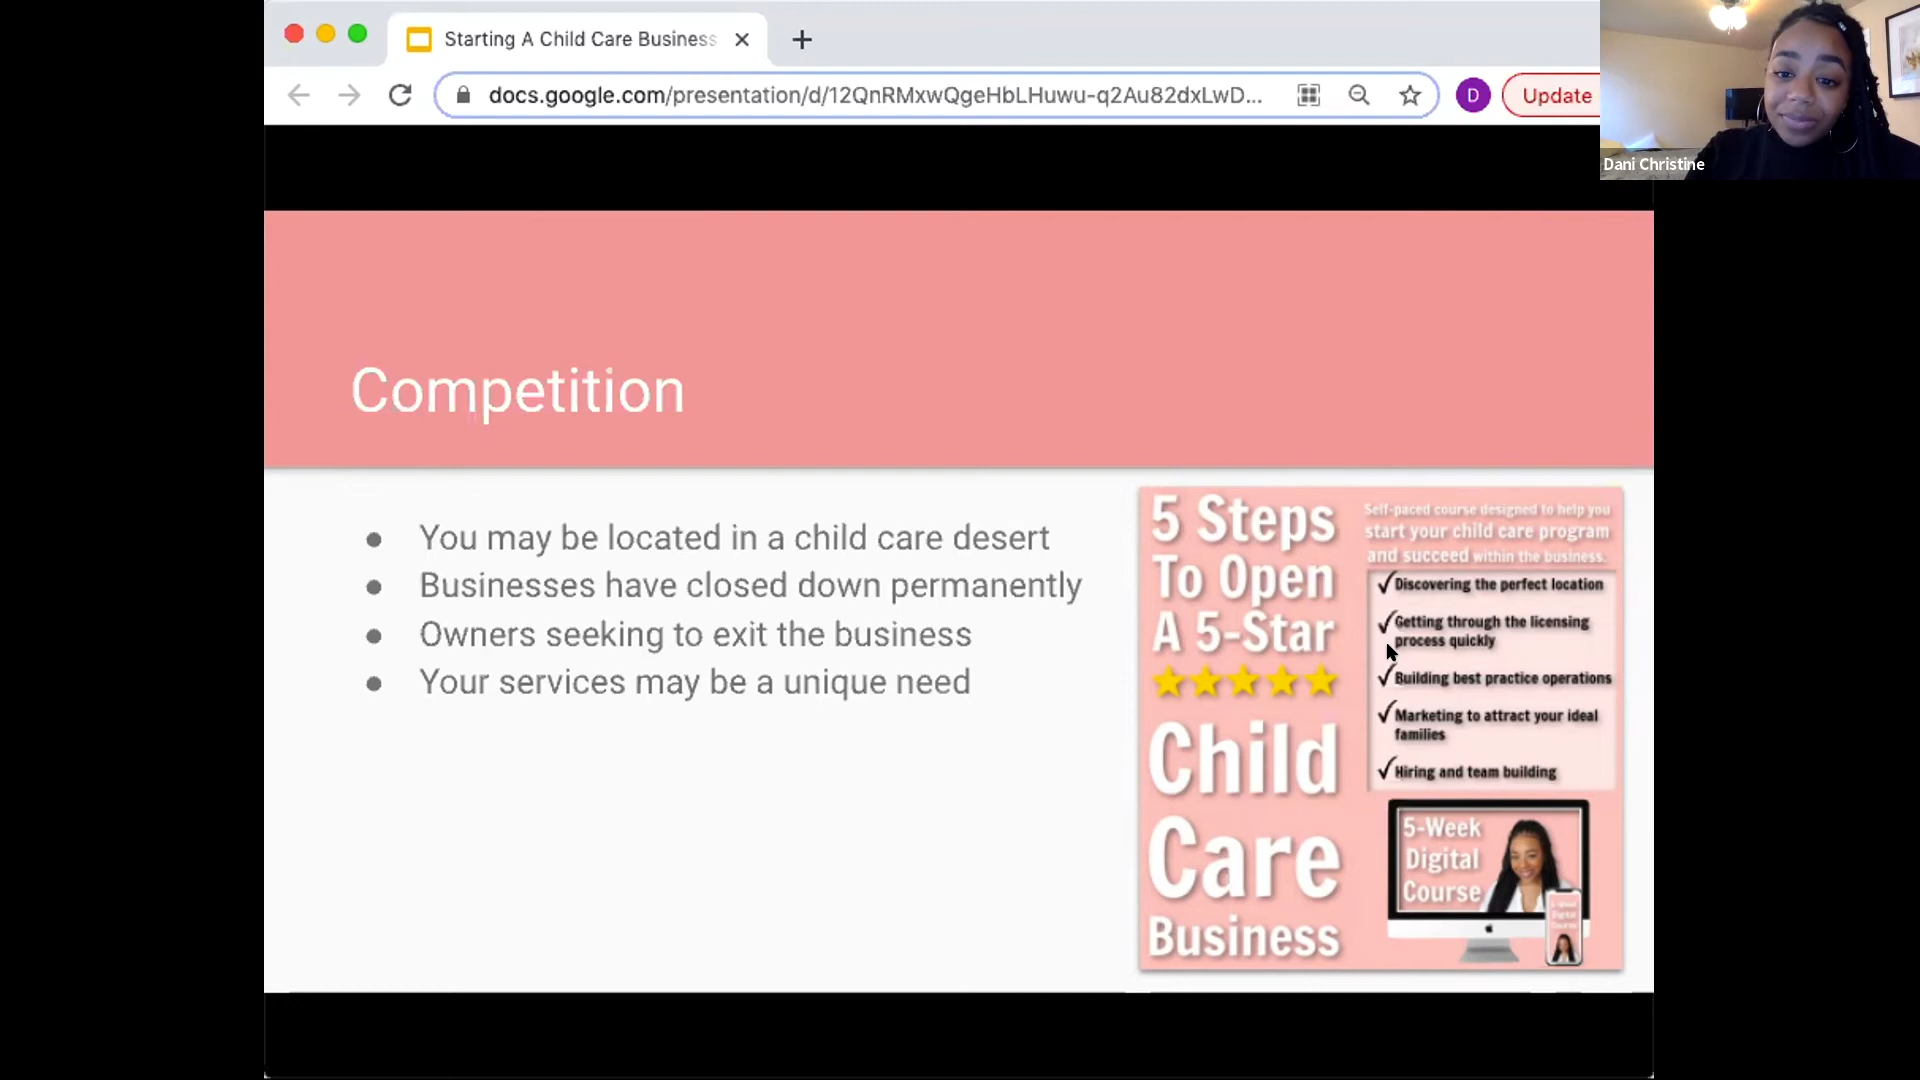 Starting A Child Care Business
docs.google.com/presentation/d/12QnRMxwQgeHbLHuwu-q2Au82dxLwD...
D
Update
Dani Christine
Competition
● You may be located in a child care desert
● Businesses have closed down permanently
● Owners seeking to exit the business
● Your services may be a unique need
5 Steps
To Open
A 5-Star
Child
Care
Business
Self-paced course designed to help you
start your child care program
and succeed within the business.
✓Discovering the perfect location
✓Getting through the licensing
process quickly
✓Building best practice operations
✓Marketing to attract your ideal
families
✓Hiring and team building
5-Week
Digital
Course